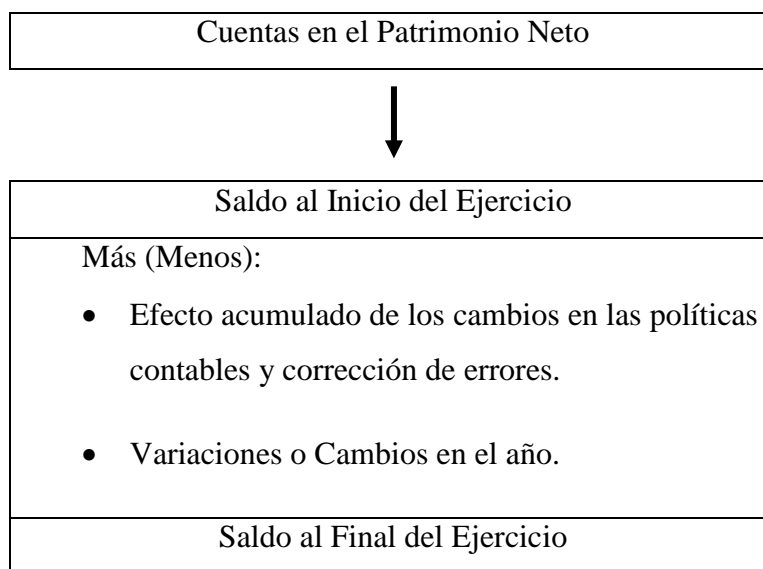 Cuentas en el Patrimonio Neto
Saldo al Inicio del Ejercicio
Más (Menos):
• Efecto acumulado de los cambios en las políticas
contables y corrección de errores.
• Variaciones o Cambios en el año.
Saldo al Final del Ejercicio